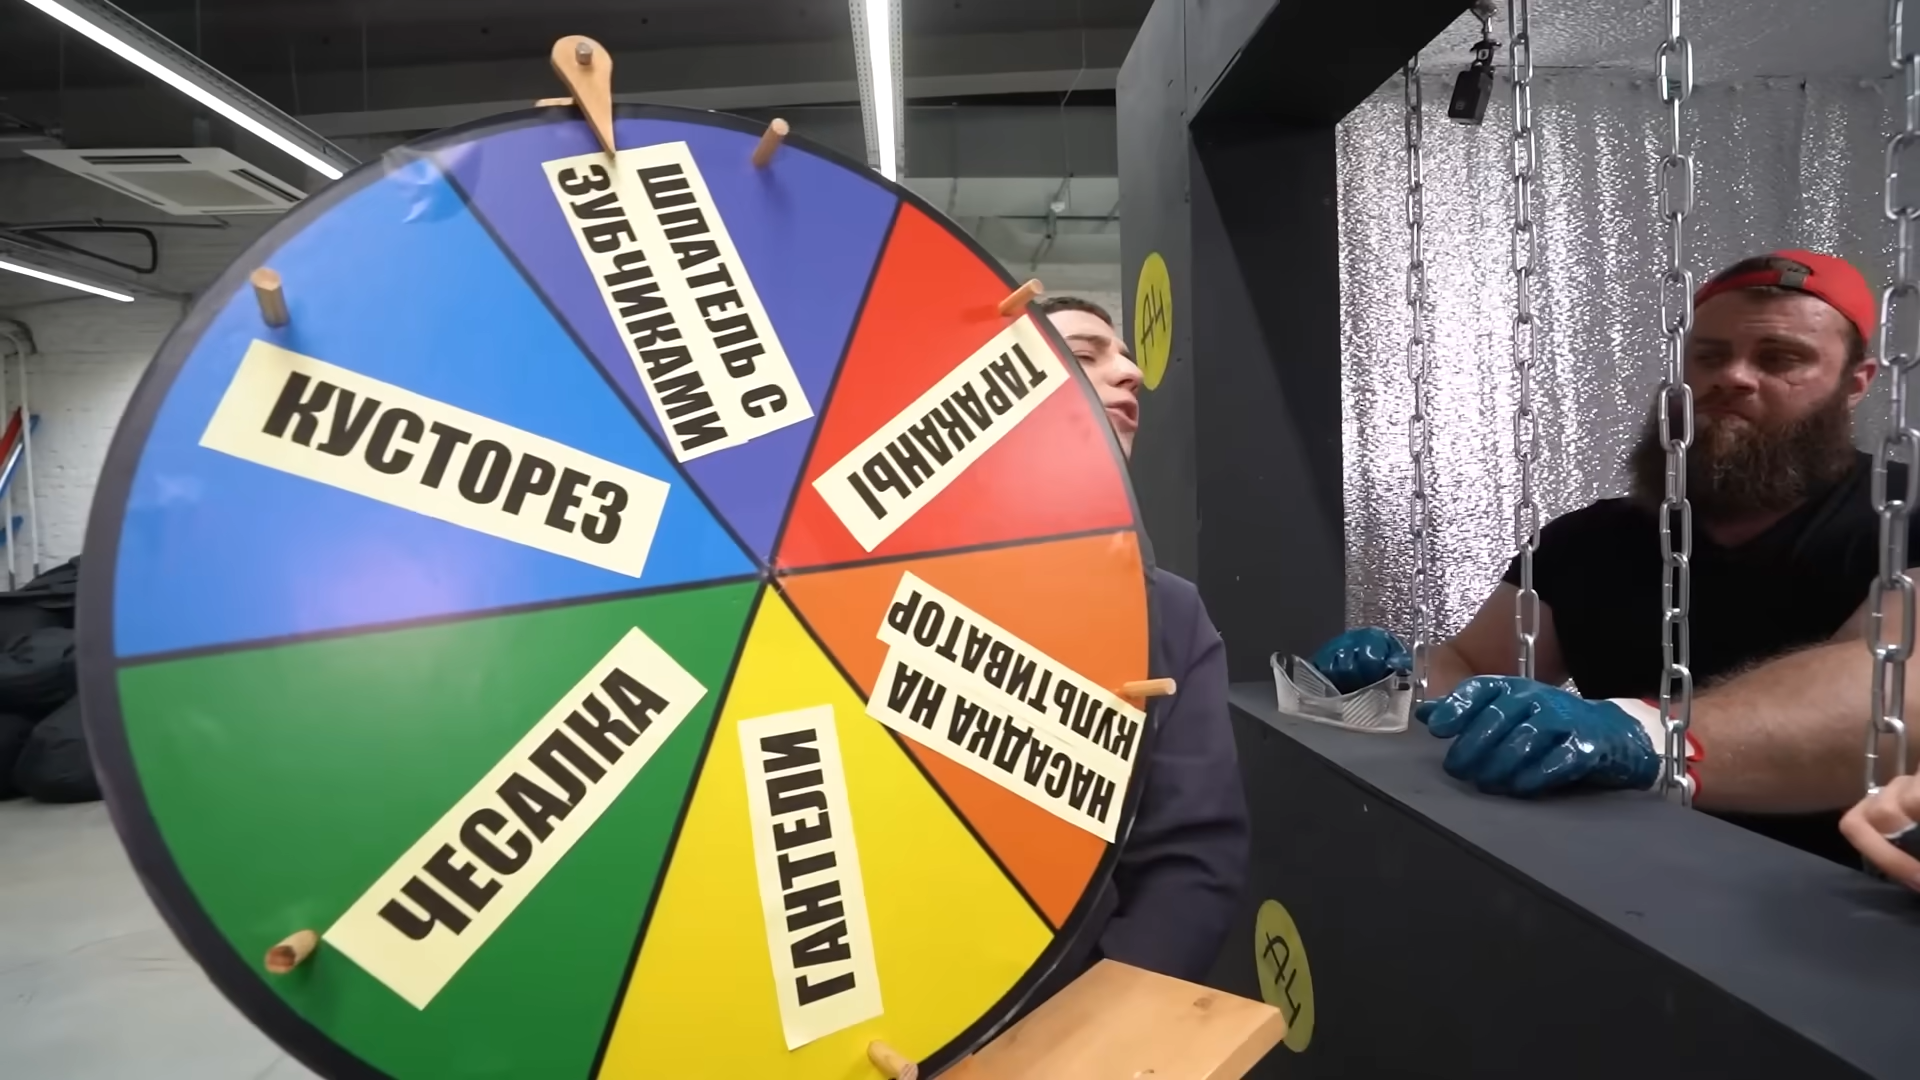 ШПАТЕЛЬ С
ЗУБЧИКАМИ
ТАРАКАНЫ
НАСАДКА НА
КУЛЬТИВАТОР
ГАНТЕЛИ
ЧЕСАЛКА
КУСТОРЕЗ
А4
А4